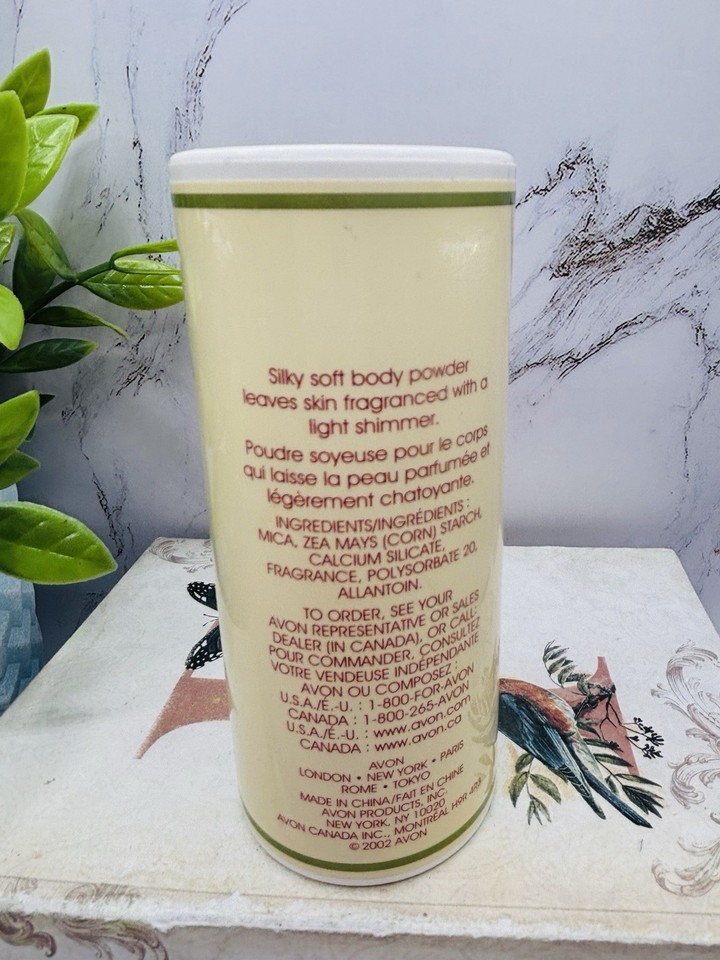 Silky soft body powder
leaves skin fragranced with a
light shimmer.
Poudre soyeuse pour le corps
qui laisse la peau parfumée et
légèrement chatoyante.
INGREDIENTS/INGRÉDIENTS :
MICA, ZEA MAYS (CORN) STARCH,
CALCIUM SILICATE,
FRAGRANCE, POLYSORBATE 20,
ALLANTOIN.
TO ORDER, SEE YOUR
AVON REPRESENTATIVE OR SALES
DEALER (IN CANADA), OR CALL:
POUR COMMANDER, CONSULTEZ
VOTRE VENDEUSE INDÉPENDANTE
AVON OU COMPOSEZ :
U.S.A./É.-U. : 1-800-FOR-AVON
CANADA : 1-800-265-AVON
U.S.A./É.-U. : www.avon.com
CANADA : www.avon.ca
AVON
LONDON • NEW YORK • PARIS
ROME • TOKYO
MADE IN CHINA/FAIT EN CHINE
AVON PRODUCTS, INC.
NEW YORK, NY 10020
AVON CANADA INC., MONTRÉAL H9R 4R3
© 2002 AVON